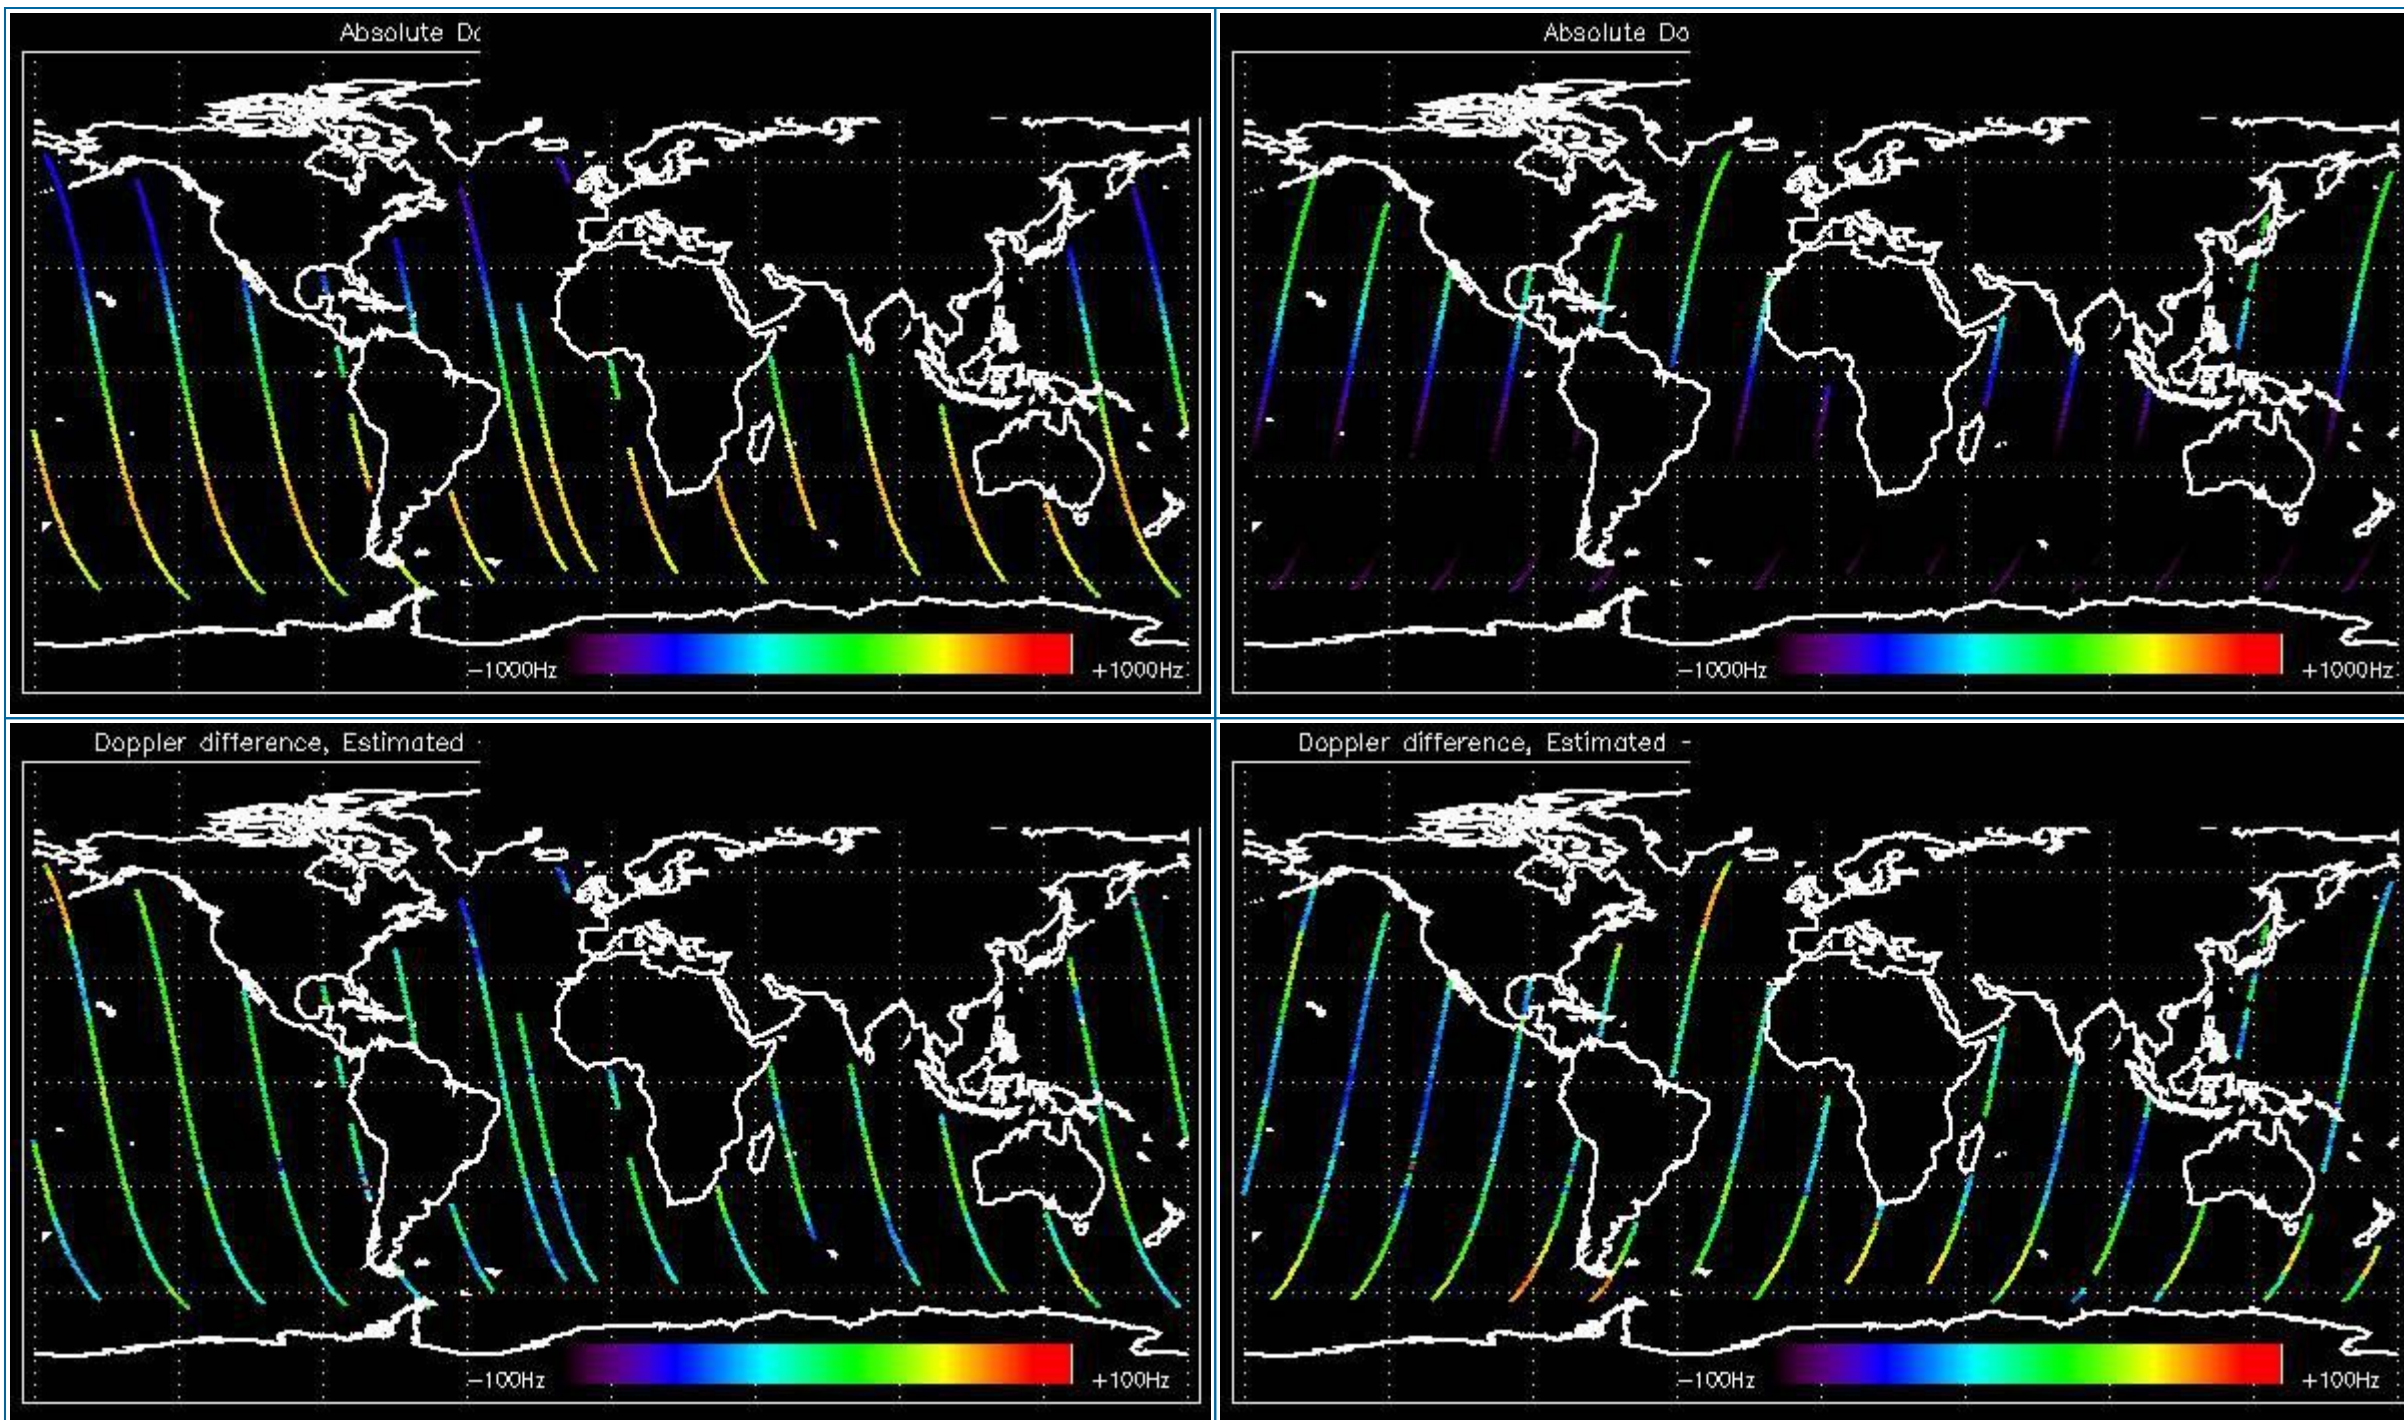 Absolute Do
Absolute Do
-1000Hz +1000Hz
-1000Hz +1000Hz
Doppler difference, Estimated
Doppler difference, Estimated -
-100Hz +100Hz
-100Hz +100Hz